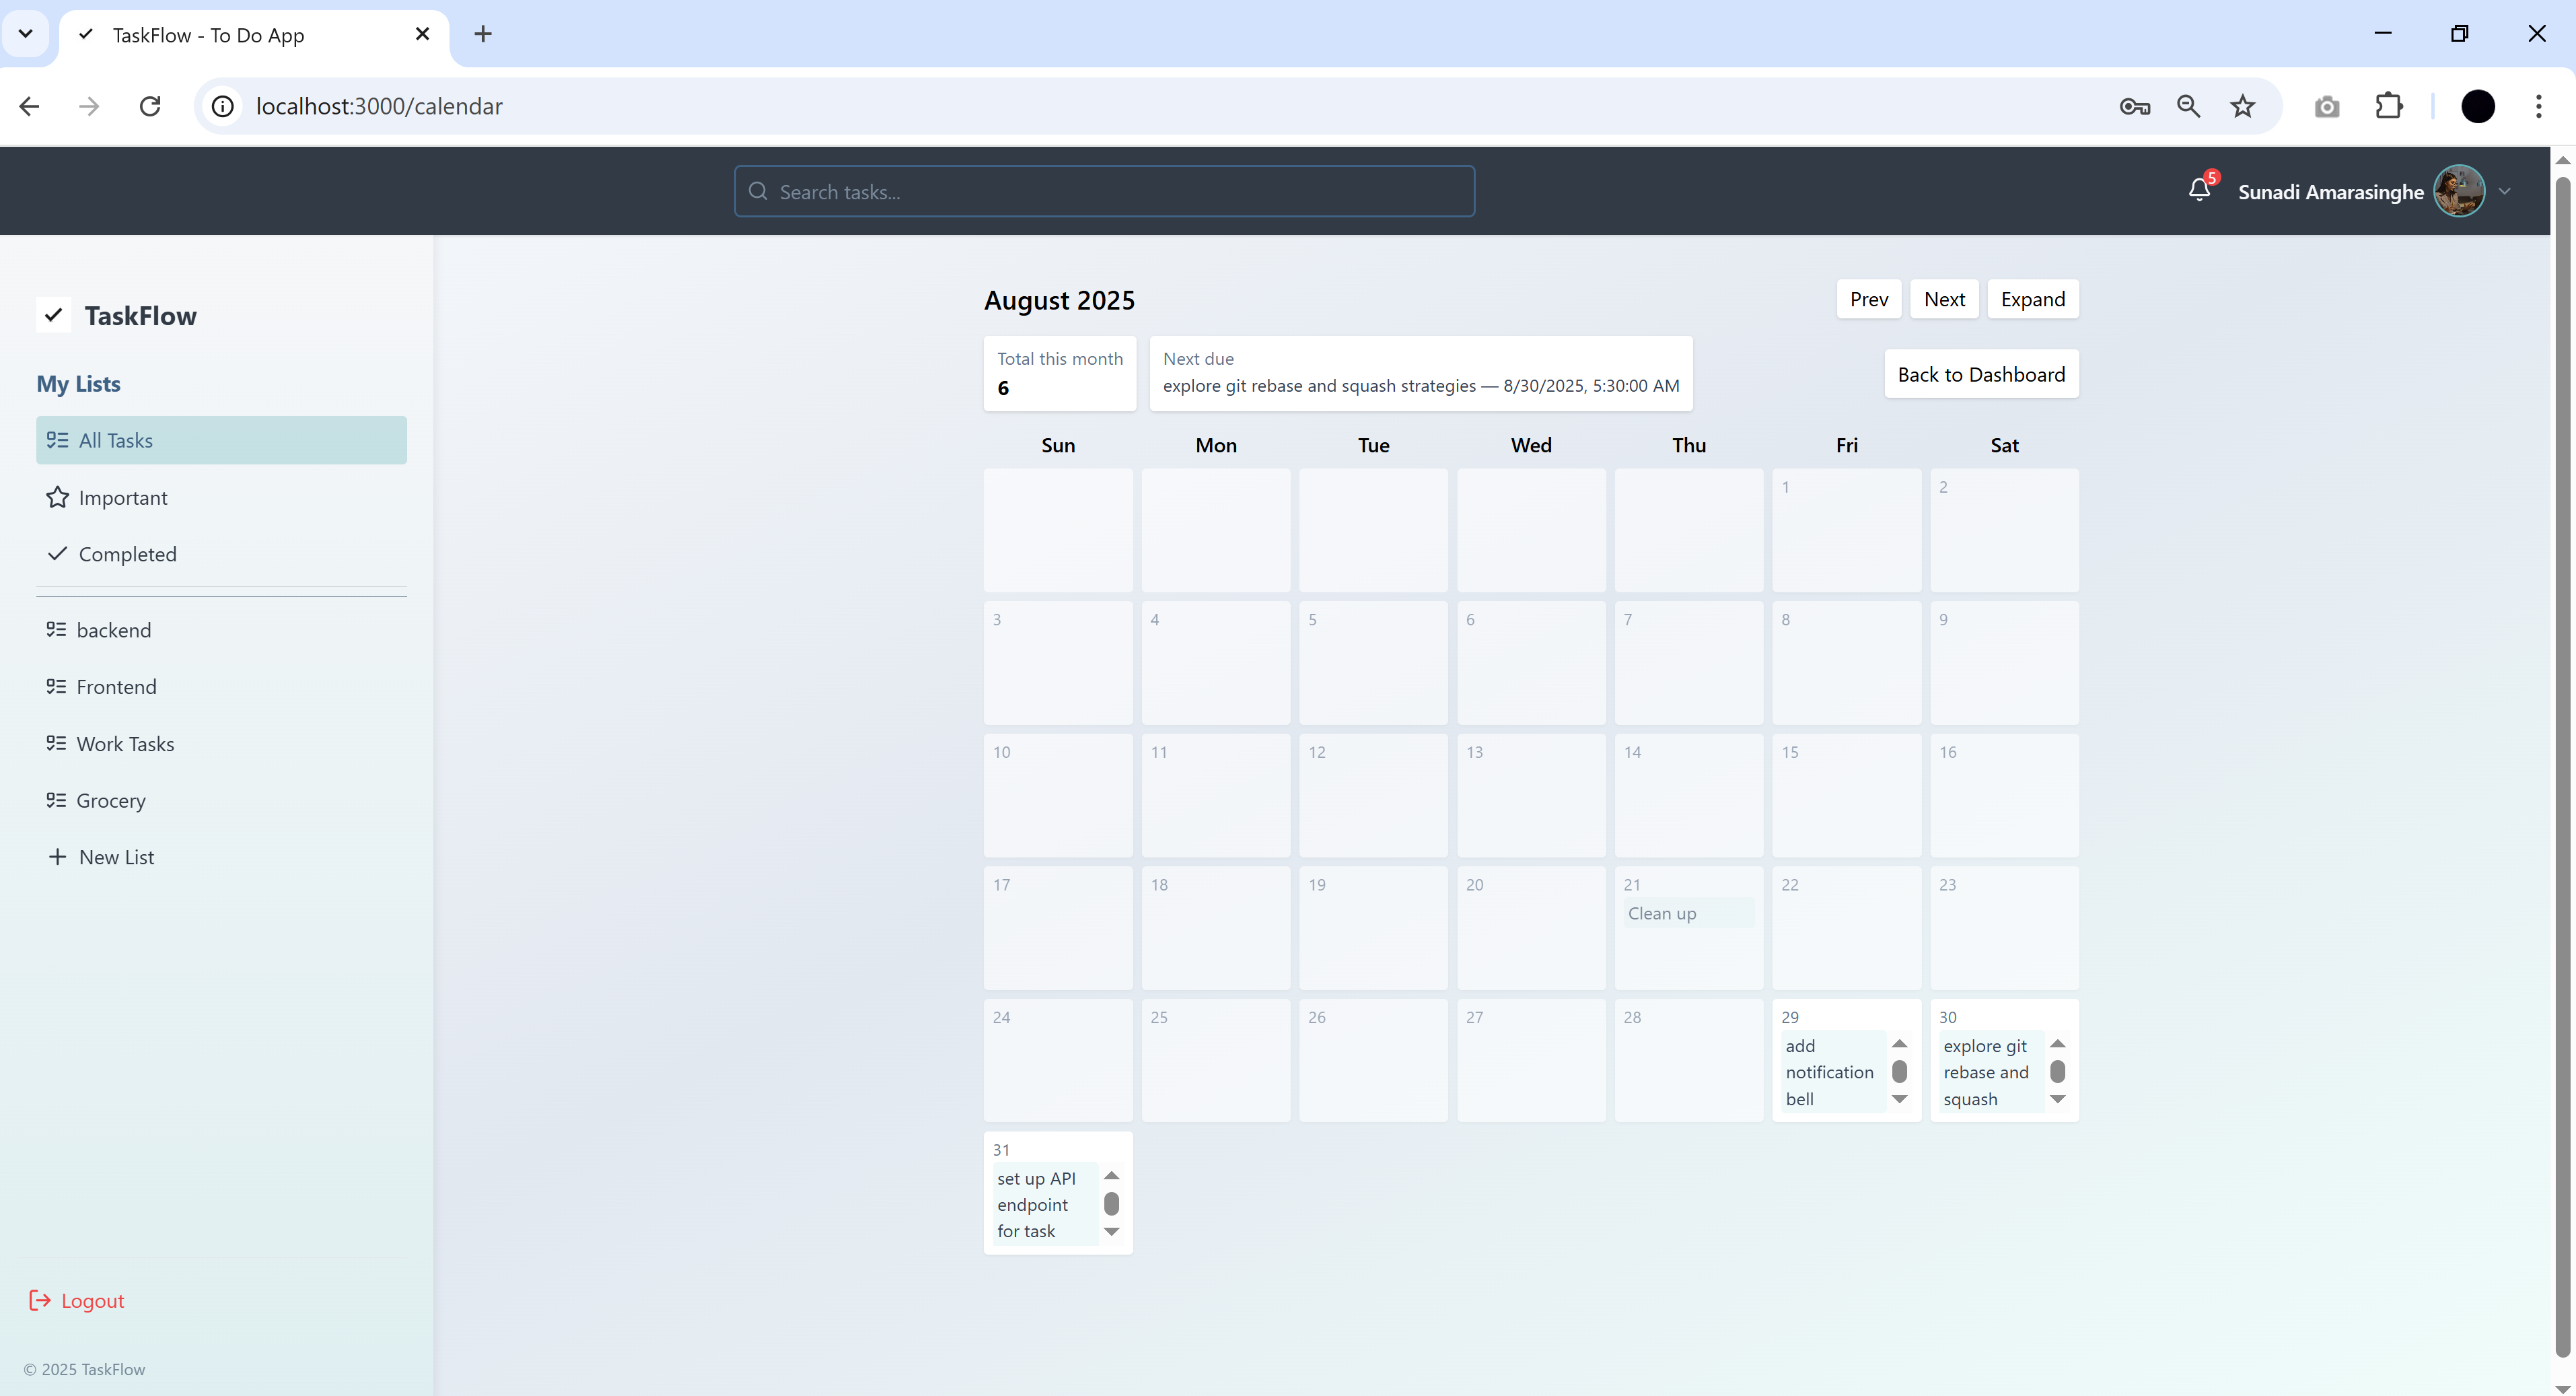 TaskFlow - To Do App
localhost:3000/calendar
Search tasks...
5
Sunadi Amarasinghe
TaskFlow
My Lists
All Tasks
Important
Completed
backend
Frontend
Work Tasks
Grocery
New List
Logout
© 2025 TaskFlow
August 2025
Prev
Next
Expand
Total this month
6
Next due
explore git rebase and squash strategies — 8/30/2025, 5:30:00 AM
Back to Dashboard
Sun Mon Tue Wed Thu Fri Sat
1 2
3 4 5 6 7 8 9
10 11 12 13 14 15 16
17 18 19 20 21 22 23
Clean up
24 25 26 27 28 29 30
add
notification
bell
explore git
rebase and
squash
31
set up API
endpoint
for task